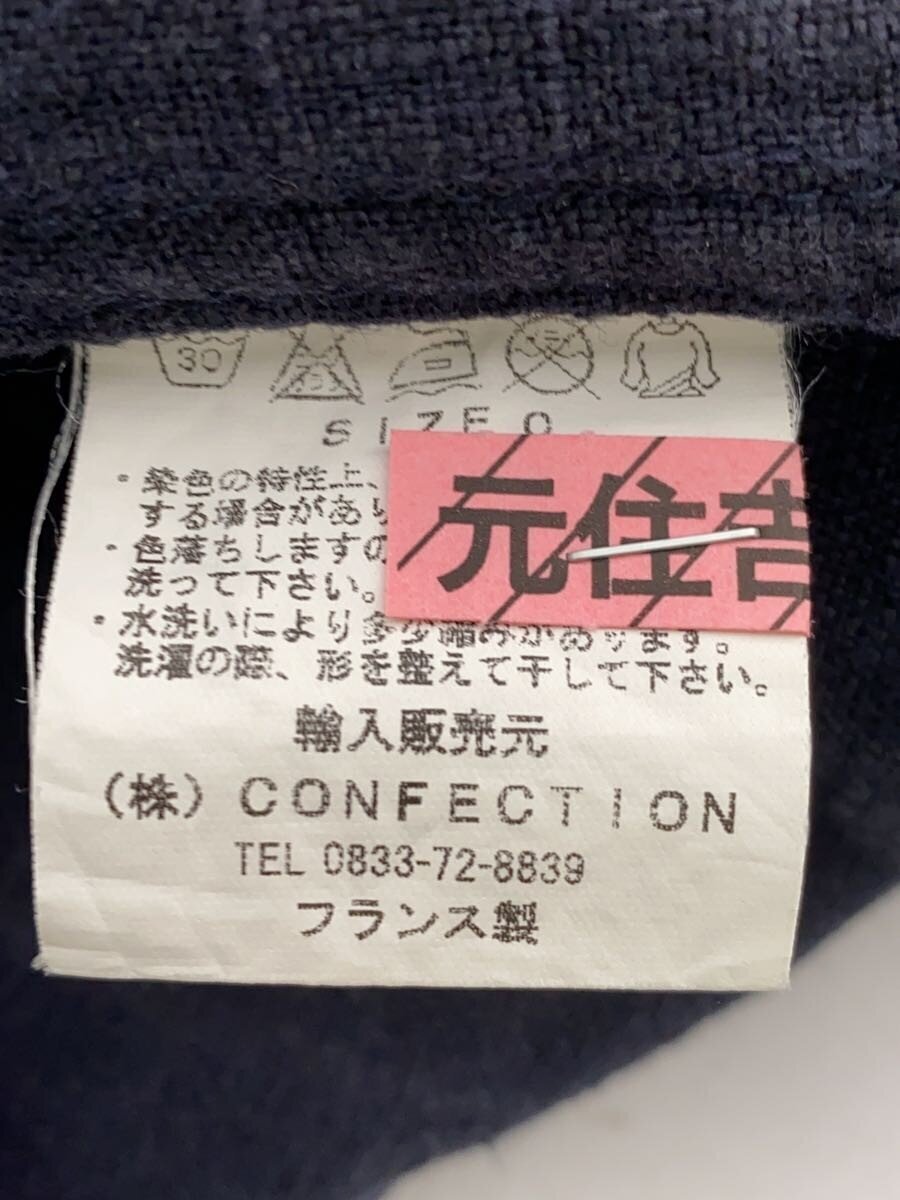 30
SIZE 0
・染色の特性上、
する場合があり
・色落ちしますの
洗って下さい。
元住吉
・水洗いにより多少縮みがあります。
洗濯の際、形を整えて干して下さい。
輸入販売元
(株) CONFECTION
TEL 0833-72-8839
フランス製